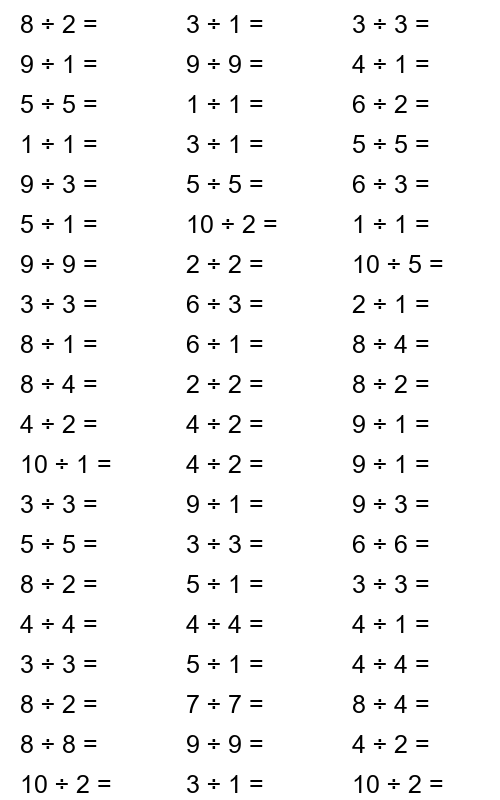 8 ÷ 2 = 3 ÷ 1 = 3 ÷ 3 =
9 ÷ 1 = 9 ÷ 9 = 4 ÷ 1 =
5 ÷ 5 = 1 ÷ 1 = 6 ÷ 2 =
1 ÷ 1 = 3 ÷ 1 = 5 ÷ 5 =
9 ÷ 3 = 5 ÷ 5 = 6 ÷ 3 =
5 ÷ 1 = 10 ÷ 2 = 1 ÷ 1 =
9 ÷ 9 = 2 ÷ 2 = 10 ÷ 5 =
3 ÷ 3 = 6 ÷ 3 = 2 ÷ 1 =
8 ÷ 1 = 6 ÷ 1 = 8 ÷ 4 =
8 ÷ 4 = 2 ÷ 2 = 8 ÷ 2 =
4 ÷ 2 = 4 ÷ 2 = 9 ÷ 1 =
10 ÷ 1 = 4 ÷ 2 = 9 ÷ 1 =
3 ÷ 3 = 9 ÷ 1 = 9 ÷ 3 =
5 ÷ 5 = 3 ÷ 3 = 6 ÷ 6 =
8 ÷ 2 = 5 ÷ 1 = 3 ÷ 3 =
4 ÷ 4 = 4 ÷ 4 = 4 ÷ 1 =
3 ÷ 3 = 5 ÷ 1 = 4 ÷ 4 =
8 ÷ 2 = 7 ÷ 7 = 8 ÷ 4 =
8 ÷ 8 = 9 ÷ 9 = 4 ÷ 2 =
10 ÷ 2 = 3 ÷ 1 = 10 ÷ 2 =